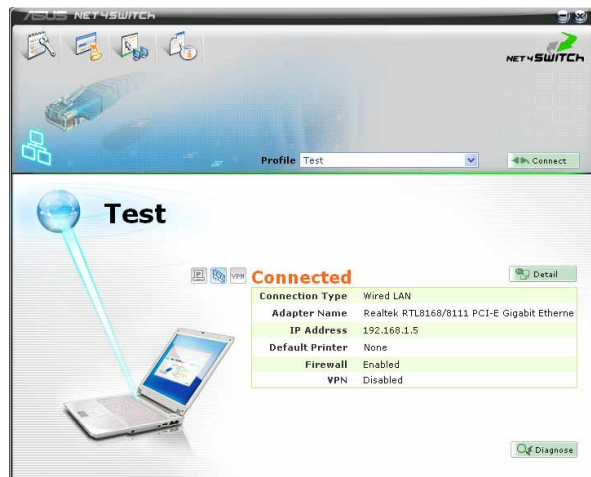 ASUS NET4SWITCH
NET4SWITCH
Profile Test
Connect
Test
VPN Connected
Detail
Connection Type Wired LAN
Adapter Name Realtek RTL8168/8111 PCI-E Gigabit Etherne
IP Address 192.168.1.5
Default Printer None
Firewall Enabled
VPN Disabled
Diagnose